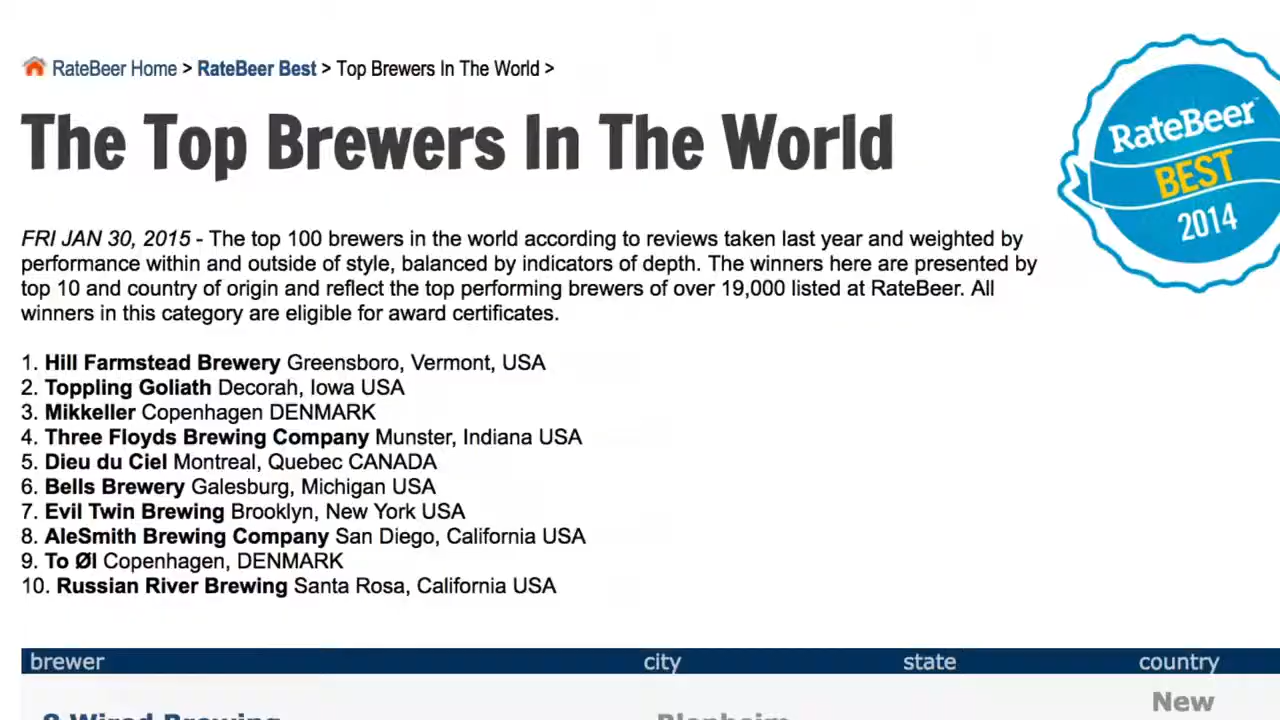 RateBeer Home > RateBeer Best > Top Brewers In The World >
The Top Brewers In The World
RateBeer™
BEST
2014
FRI JAN 30, 2015 - The top 100 brewers in the world according to reviews taken last year and weighted by
performance within and outside of style, balanced by indicators of depth. The winners here are presented by
top 10 and country of origin and reflect the top performing brewers of over 19,000 listed at RateBeer. All
winners in this category are eligible for award certificates.
1. Hill Farmstead Brewery Greensboro, Vermont, USA
2. Toppling Goliath Decorah, Iowa USA
3. Mikkeller Copenhagen DENMARK
4. Three Floyds Brewing Company Munster, Indiana USA
5. Dieu du Ciel Montreal, Quebec CANADA
6. Bells Brewery Galesburg, Michigan USA
7. Evil Twin Brewing Brooklyn, New York USA
8. AleSmith Brewing Company San Diego, California USA
9. To Øl Copenhagen, DENMARK
10. Russian River Brewing Santa Rosa, California USA
brewer city state country
New
8 Wired Brewing Blenheim